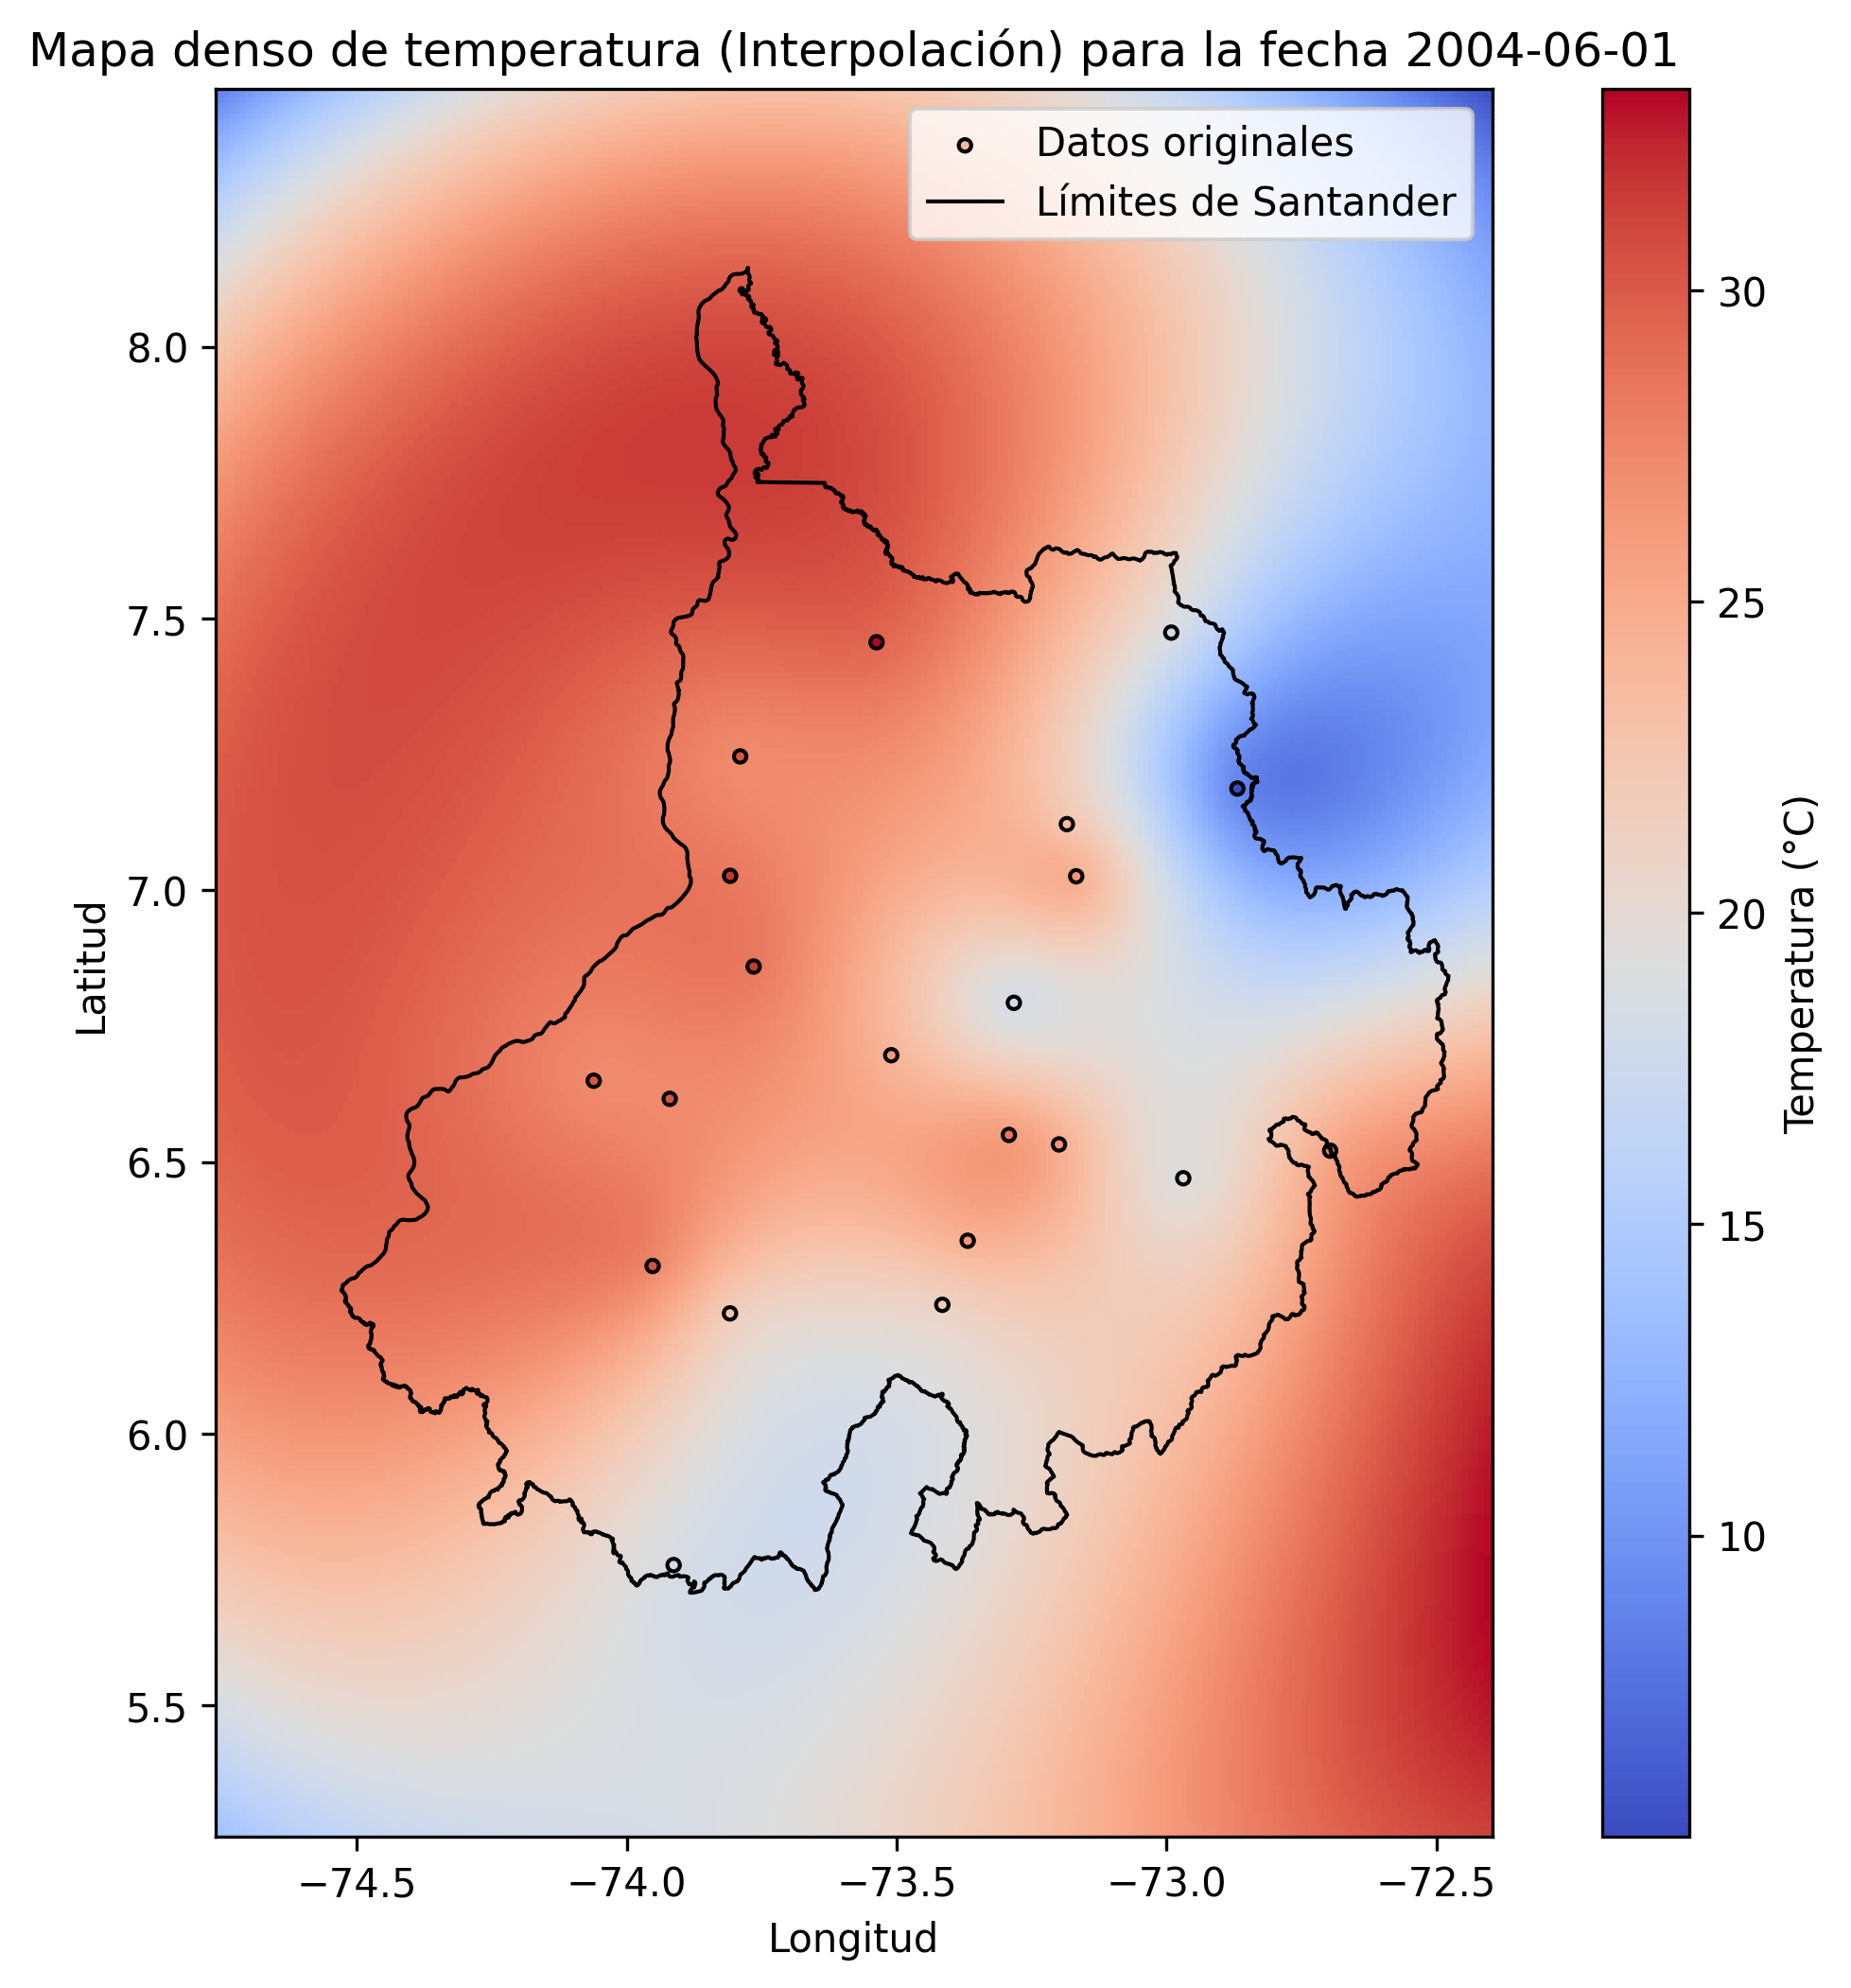 Mapa denso de temperatura (Interpolación) para la fecha 2004-06-01
Datos originales
Límites de Santander
8.0
7.5
7.0
6.5
6.0
5.5
Latitud
−74.5
−74.0
−73.5
−73.0
−72.5
Longitud
30
25
20
15
10
Temperatura (°C)